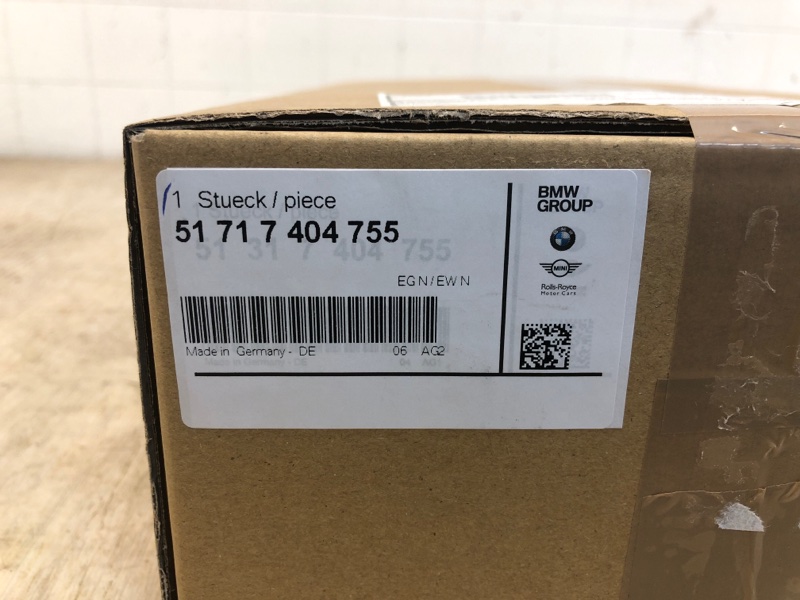 1 Stueck / piece
51 71 7 404 755
EGN/EWN
Made in Germany - DE 06 AG2
BMW
GROUP
MINI
Rolls-Royce
Motor Cars